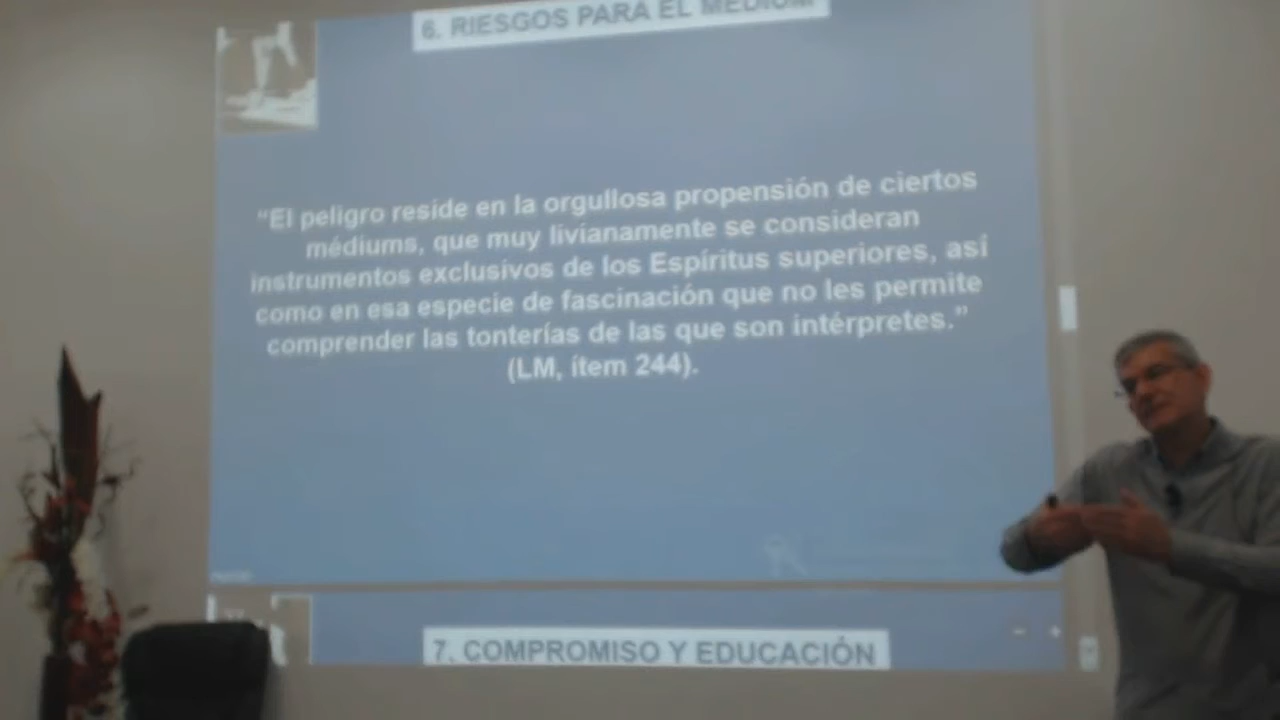 6. RIESGOS PARA EL MÉDIUM
"El peligro reside en la orgullosa propensión de ciertos
médiums, que muy livianamente se consideran
instrumentos exclusivos de los Espíritus superiores, así
como en esa especie de fascinación que no les permite
comprender las tonterías de las que son intérpretes."
(LM, ítem 244).
7. COMPROMISO Y EDUCACIÓN